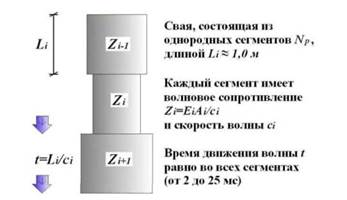 Lᵢ
Zᵢ₋₁
Zᵢ
t=Lᵢ/cᵢ
Zᵢ₊₁
Свая, состоящая из
однородных сегментов Nₚ,
длиной Lᵢ ≈ 1,0 м
Каждый сегмент имеет
волновое сопротивление
Zᵢ=EᵢAᵢ/cᵢ
и скорость волны cᵢ
Время движения волны t
равно во всех сегментах
(от 2 до 25 мс)